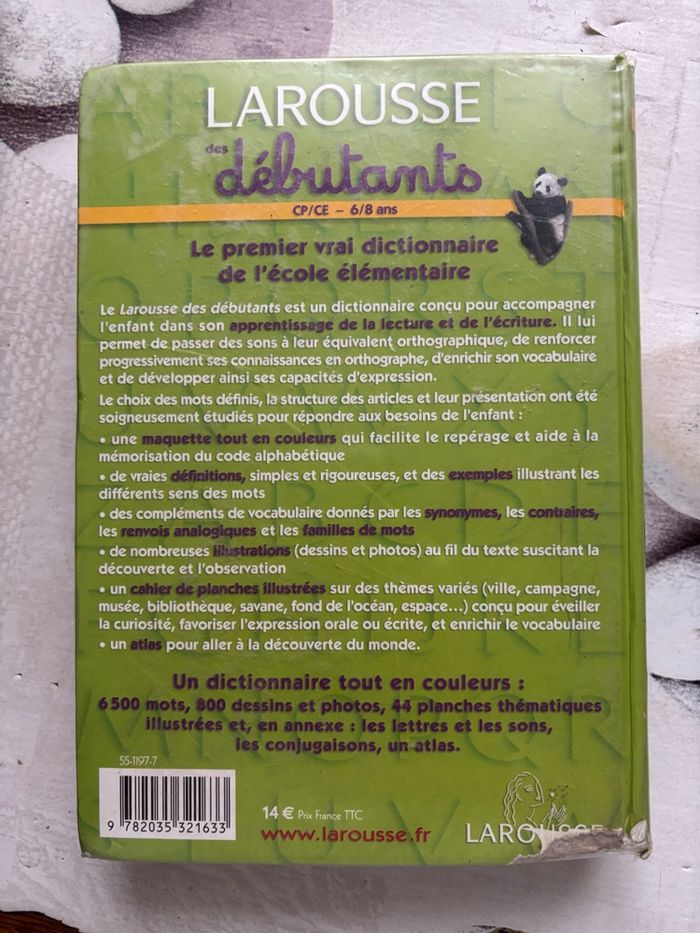 LAROUSSE
des débutants
CP/CE – 6/8 ans
Le premier vrai dictionnaire
de l'école élémentaire
Le Larousse des débutants est un dictionnaire conçu pour accompagner
l'enfant dans son apprentissage de la lecture et de l'écriture. Il lui
permet de passer des sons à leur équivalent orthographique, de renforcer
progressivement ses connaissances en orthographe, d'enrichir son vocabulaire
et de développer ainsi ses capacités d'expression.
Le choix des mots définis, la structure des articles et leur présentation ont été
soigneusement étudiés pour répondre aux besoins de l'enfant :
• une maquette tout en couleurs qui facilite le repérage et aide à la
mémorisation du code alphabétique
• de vraies définitions, simples et rigoureuses, et des exemples illustrant les
différents sens des mots
• des compléments de vocabulaire donnés par les synonymes, les contraires,
les renvois analogiques et les familles de mots
• de nombreuses illustrations (dessins et photos) au fil du texte suscitant la
découverte et l'observation
• un cahier de planches illustrées sur des thèmes variés (ville, campagne,
musée, bibliothèque, savane, fond de l'océan, espace...) conçu pour éveiller
la curiosité, favoriser l'expression orale ou écrite, et enrichir le vocabulaire
• un atlas pour aller à la découverte du monde.
Un dictionnaire tout en couleurs :
6 500 mots, 800 dessins et photos, 44 planches thématiques
illustrées et, en annexe : les lettres et les sons,
les conjugaisons, un atlas.
55-1197-7
9 782035 321633
14 € Prix France TTC
www.larousse.fr
LAROUSSE